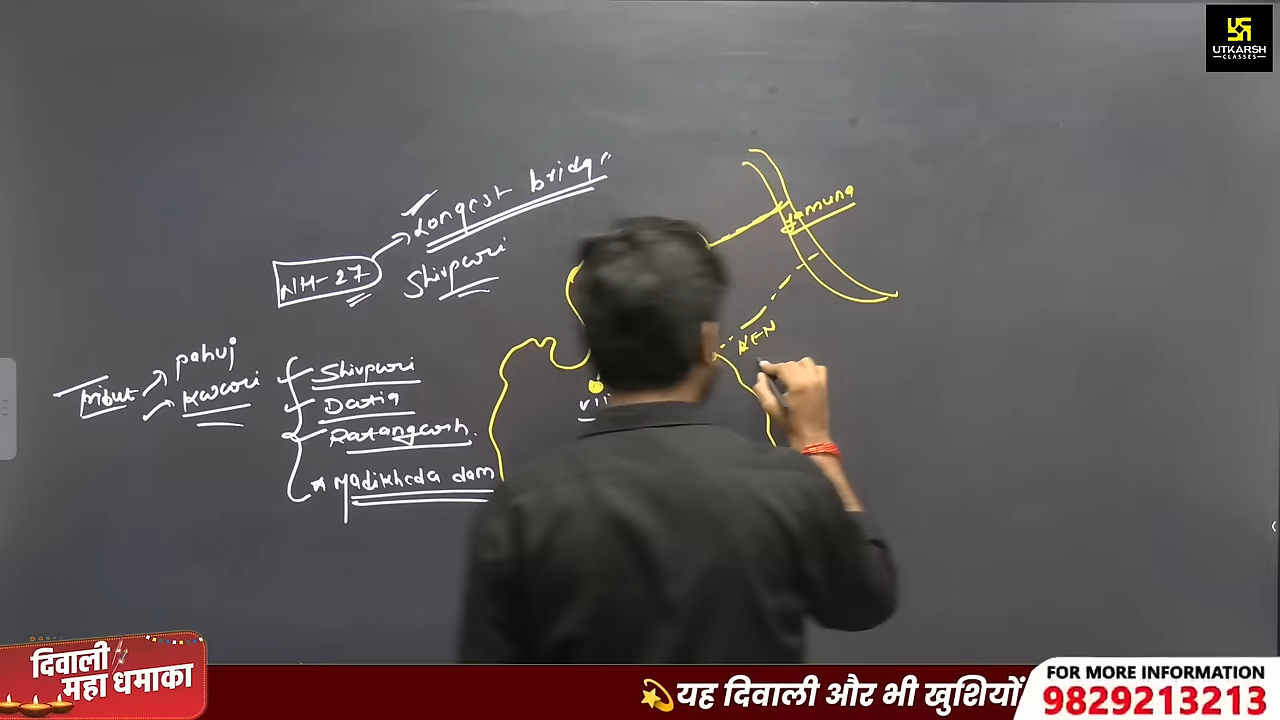 UTKARSH
CLASSES
Longest bridge
Yamuna
NH-27
Shivpuri
KEN
Tribut
pahuj
Kwari
Shivpuri
Datia
Ratangarh.
Madikheda dam
दिवाली
महा धमाका
यह दिवाली और भी खुशियों
FOR MORE INFORMATION
9829213213